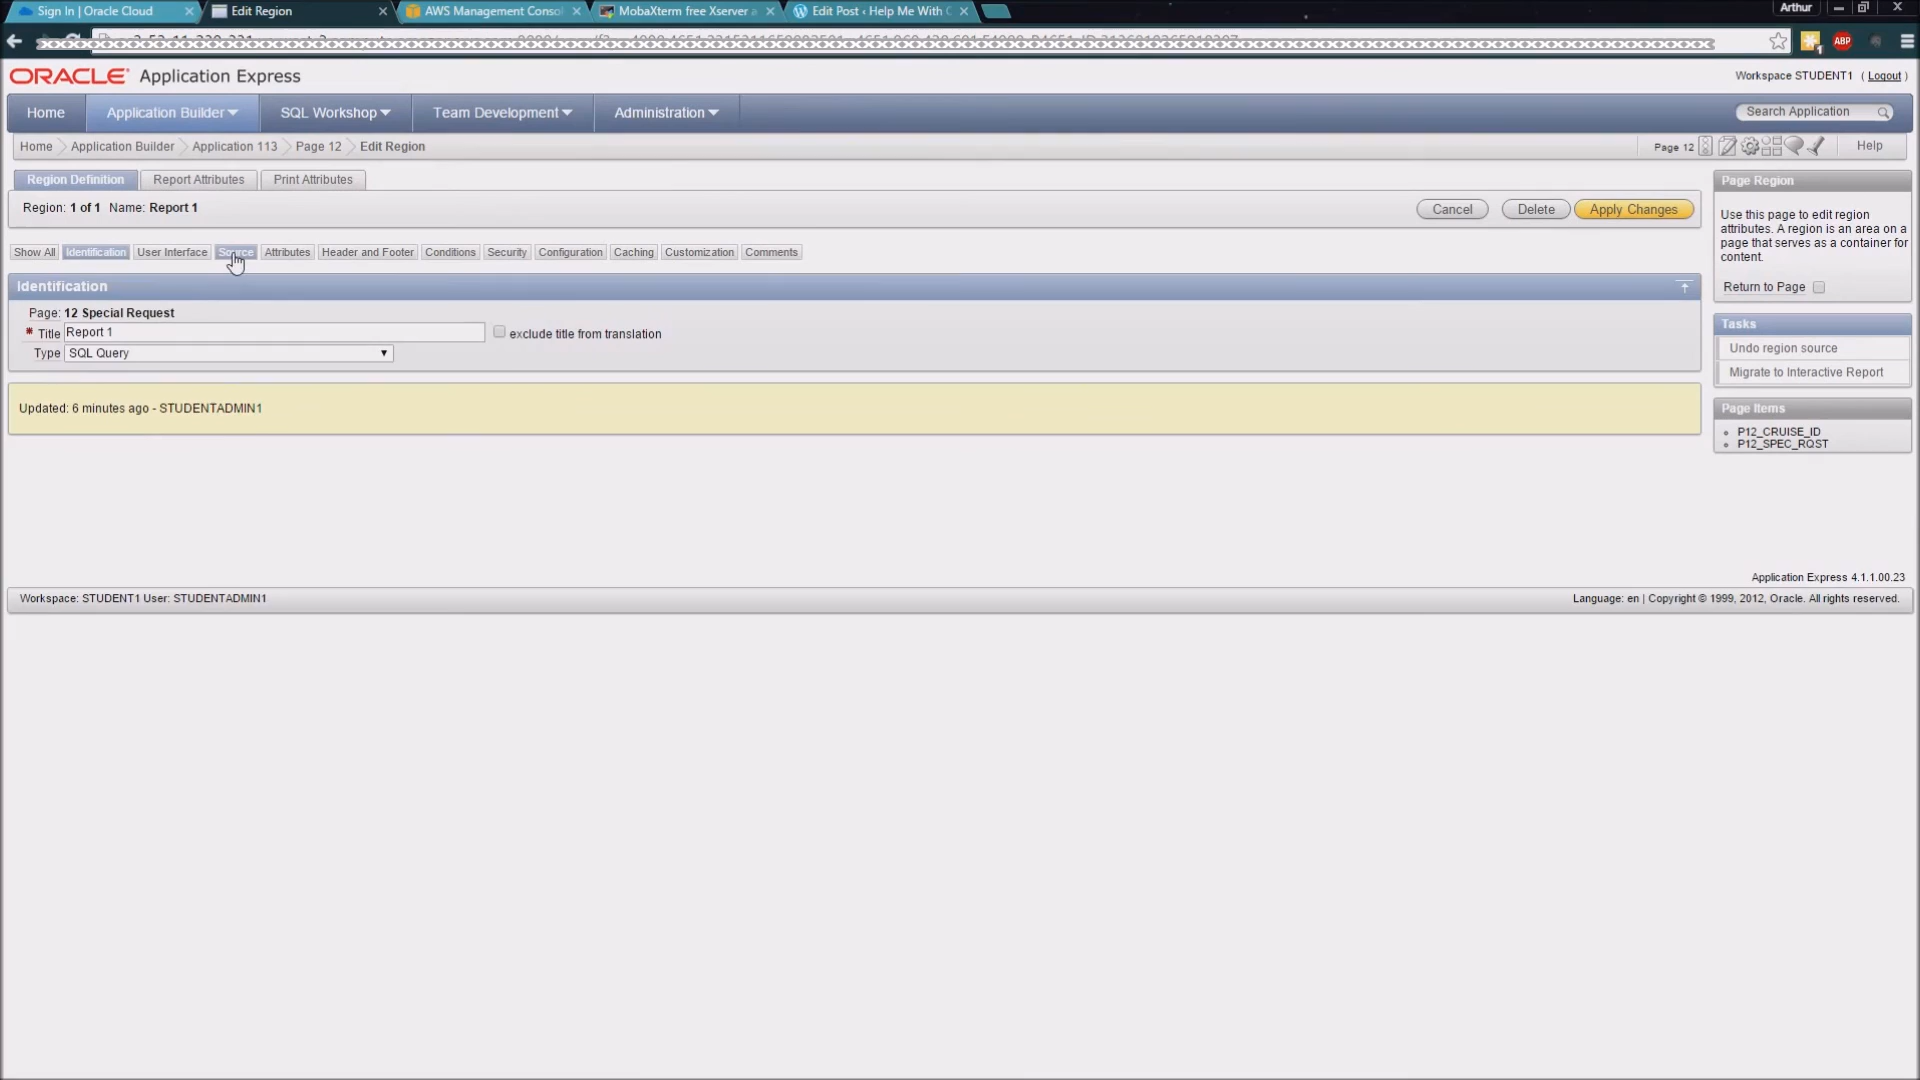 Sign In | Oracle Cloud
Edit Region
AWS Management Consol
MobaXterm free Xserver a
Edit Post ‹ Help Me With C
Arthur
ABP
ORACLE Application Express
Workspace STUDENT1 ( Logout )
Home
Application Builder
SQL Workshop
Team Development
Administration
Search Application
Home
Application Builder
Application 113
Page 12
Edit Region
Page 12
Help
Region Definition
Report Attributes
Print Attributes
Region: 1 of 1 Name: Report 1
Cancel
Delete
Apply Changes
Show All
Identification
User Interface
Source
Attributes
Header and Footer
Conditions
Security
Configuration
Caching
Customization
Comments
Identification
Page: 12 Special Request
* Title Report 1
exclude title from translation
Type SQL Query
Updated: 6 minutes ago - STUDENTADMIN1
Page Region
Use this page to edit region
attributes. A region is an area on a
page that serves as a container for
content.
Return to Page
Tasks
Undo region source
Migrate to Interactive Report
Page Items
P12_CRUISE_ID
P12_SPEC_RQST
Application Express 4.1.1.00.23
Workspace: STUDENT1 User: STUDENTADMIN1
Language: en | Copyright © 1999, 2012, Oracle. All rights reserved.